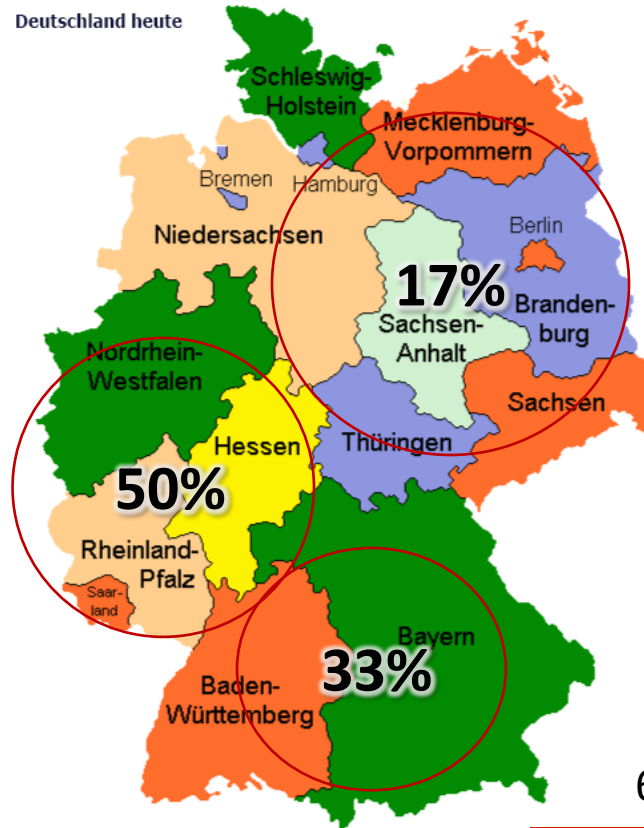 Deutschland heute
Schleswig-
Holstein
Mecklenburg-
Vorpommern
Bremen
Hamburg
Niedersachsen
Berlin
17%
Branden-
burg
Sachsen-
Anhalt
Nordrhein-
Westfalen
Sachsen
Hessen
Thüringen
50%
Rheinland-
Pfalz
Saar-
land
Bayern
33%
Baden-
Württemberg
6